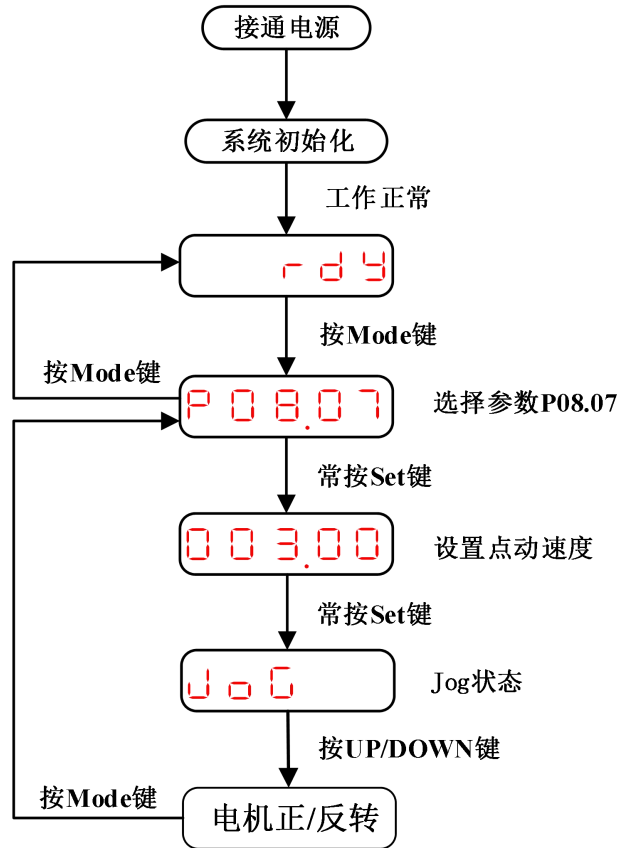 接通电源
系统初始化
工作正常
rdy
按Mode键
按Mode键
P08.07
选择参数P08.07
常按Set键
003.00
设置点动速度
常按Set键
JoG
Jog状态
按UP/DOWN键
按Mode键
电机正/反转